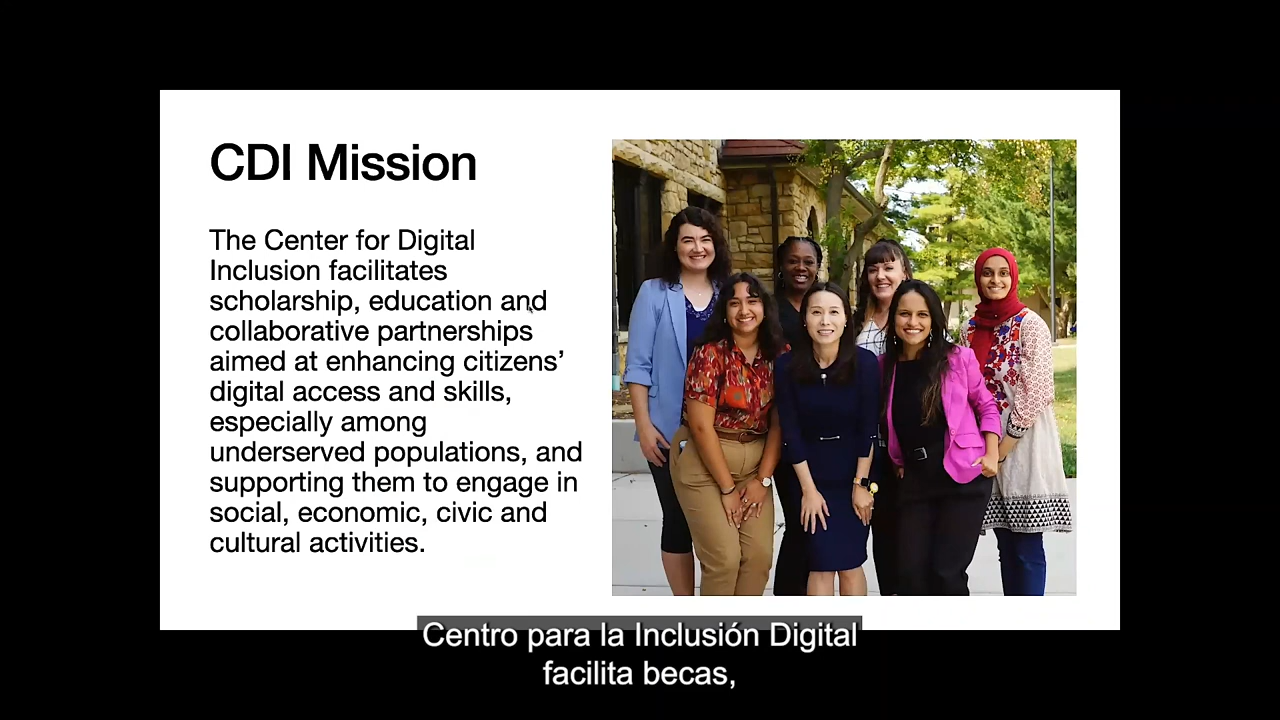 CDI Mission
The Center for Digital
Inclusion facilitates
scholarship, education and
collaborative partnerships
aimed at enhancing citizens’
digital access and skills,
especially among
underserved populations, and
supporting them to engage in
social, economic, civic and
cultural activities.
Centro para la Inclusión Digital
facilita becas,